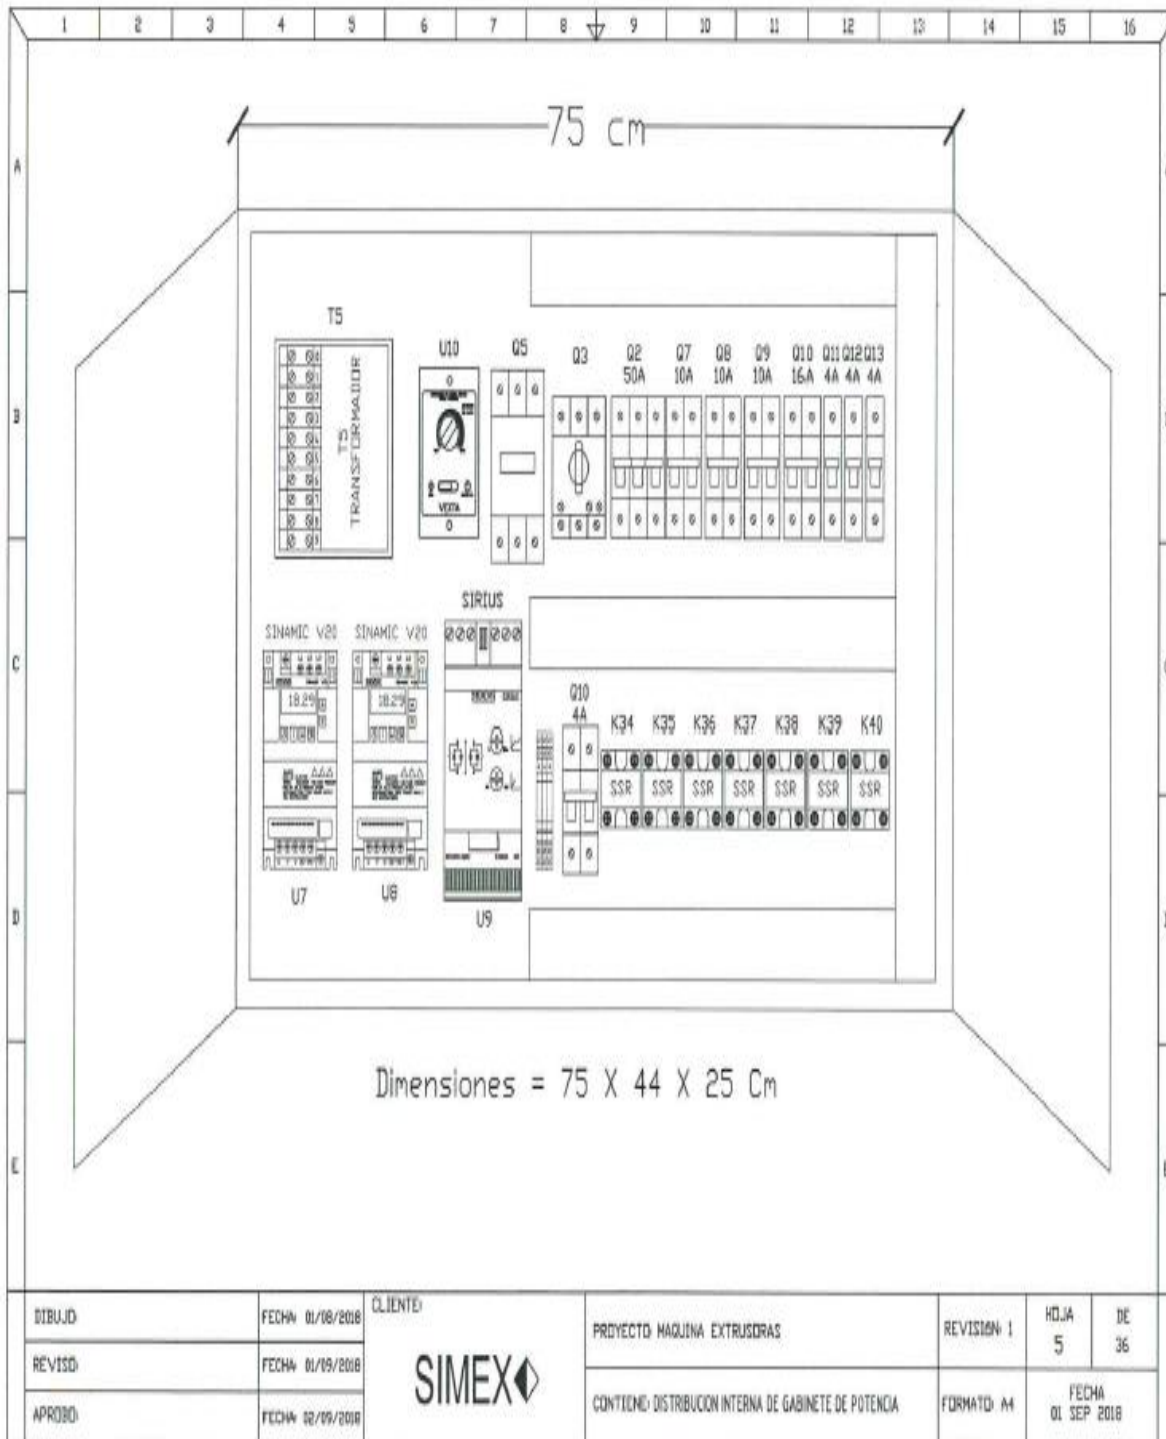 1 2 3 4 5 6 7 8 9 10 11 12 13 14 15 16
75 cm
A
B
C
D
E
T5
T5
TRANSFORMADOR
U10
VEXTA
Q5
Q3
Q2 Q7 Q8 Q9 Q10 Q11 Q12 Q13
50A 10A 10A 10A 16A 4A 4A 4A
SINAMIC V20
SINAMIC V20
SIRIUS
18.29
18.29
U7
U8
U9
Q10
4A
K34 K35 K36 K37 K38 K39 K40
SSR SSR SSR SSR SSR SSR SSR
Dimensiones = 75 X 44 X 25 Cm
DIBUJO:
FECHA: 01/08/2018
REVISO:
FECHA: 01/09/2018
APROBO:
FECHA: 02/09/2018
CLIENTE:
SIMEX
PROYECTO: MAQUINA EXTRUSORAS
CONTIENE: DISTRIBUCION INTERNA DE GABINETE DE POTENCIA
REVISION: 1
FORMATO: A4
HOJA
5
DE
36
FECHA
01 SEP 2018